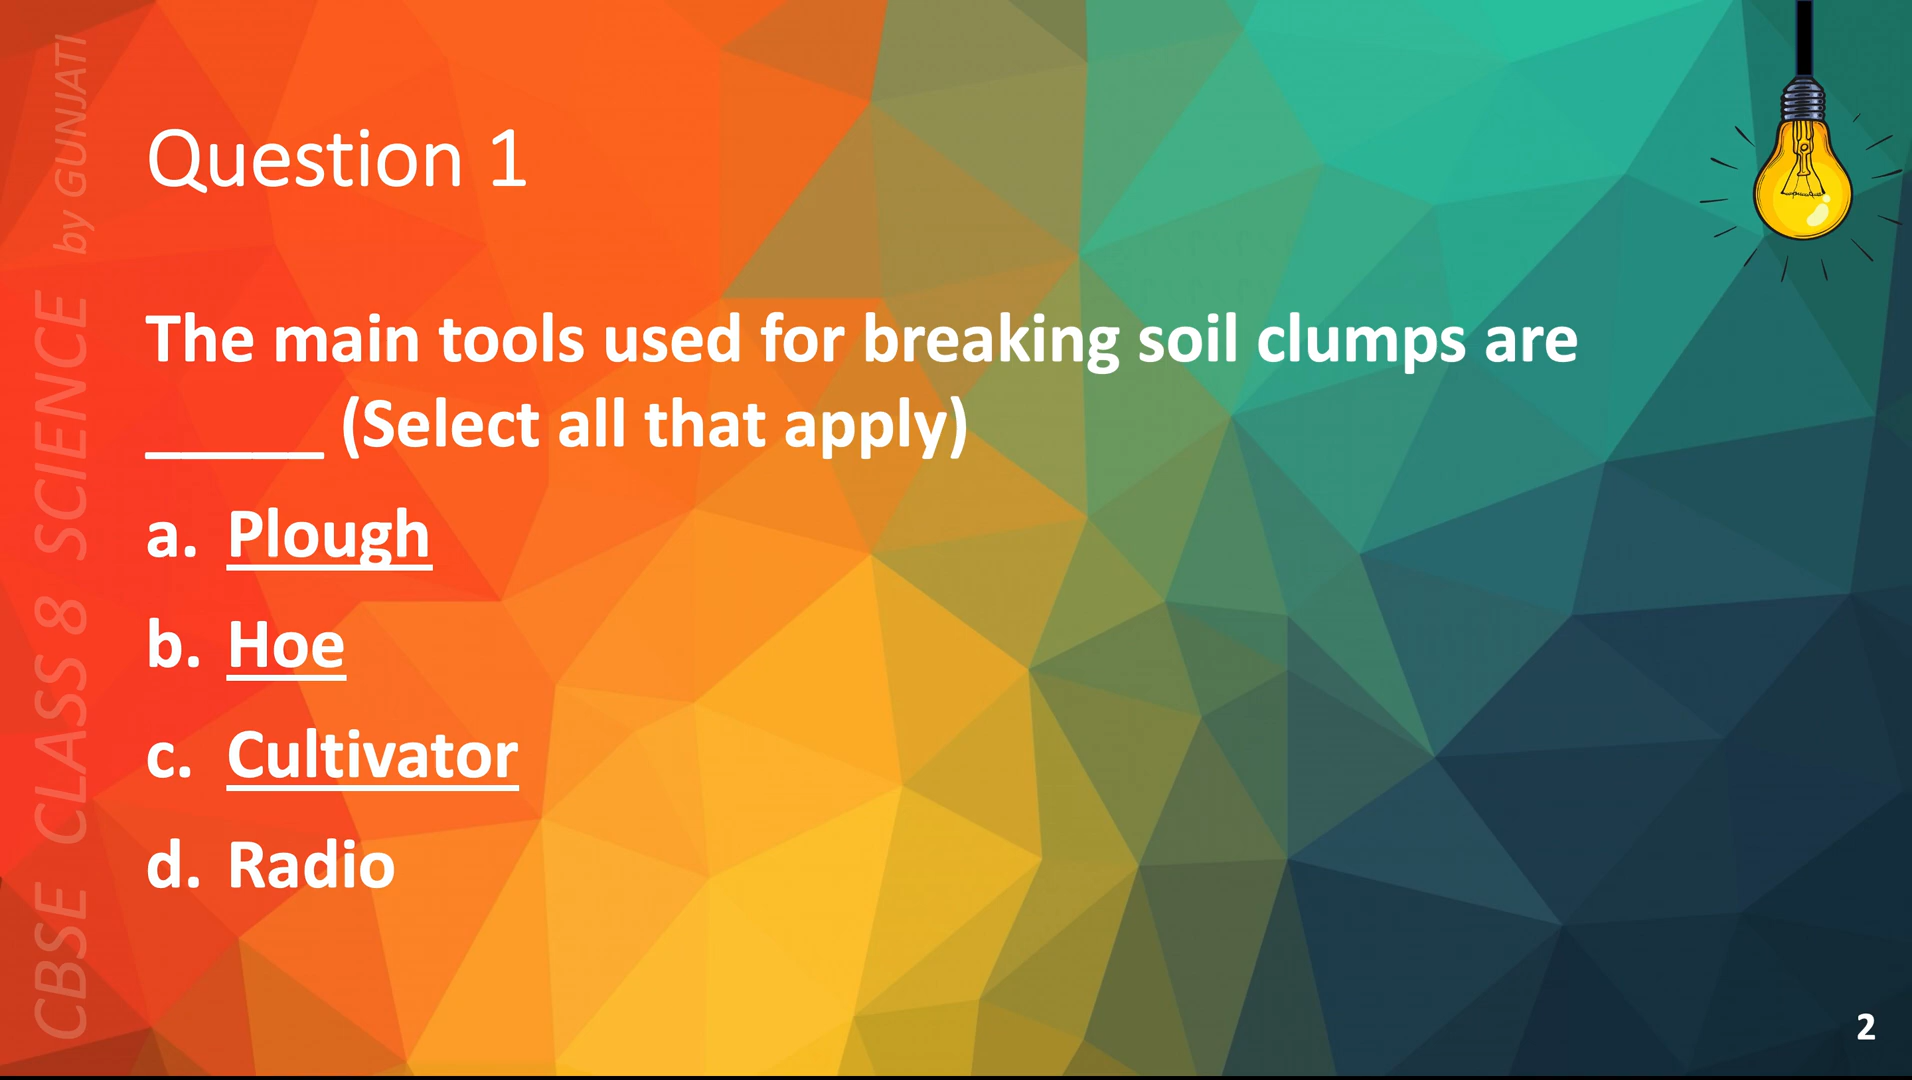 Question 1
The main tools used for breaking soil clumps are
_____ (Select all that apply)
a. Plough
b. Hoe
c. Cultivator
d. Radio
CBSE CLASS 8 SCIENCE by GUNJATI
2